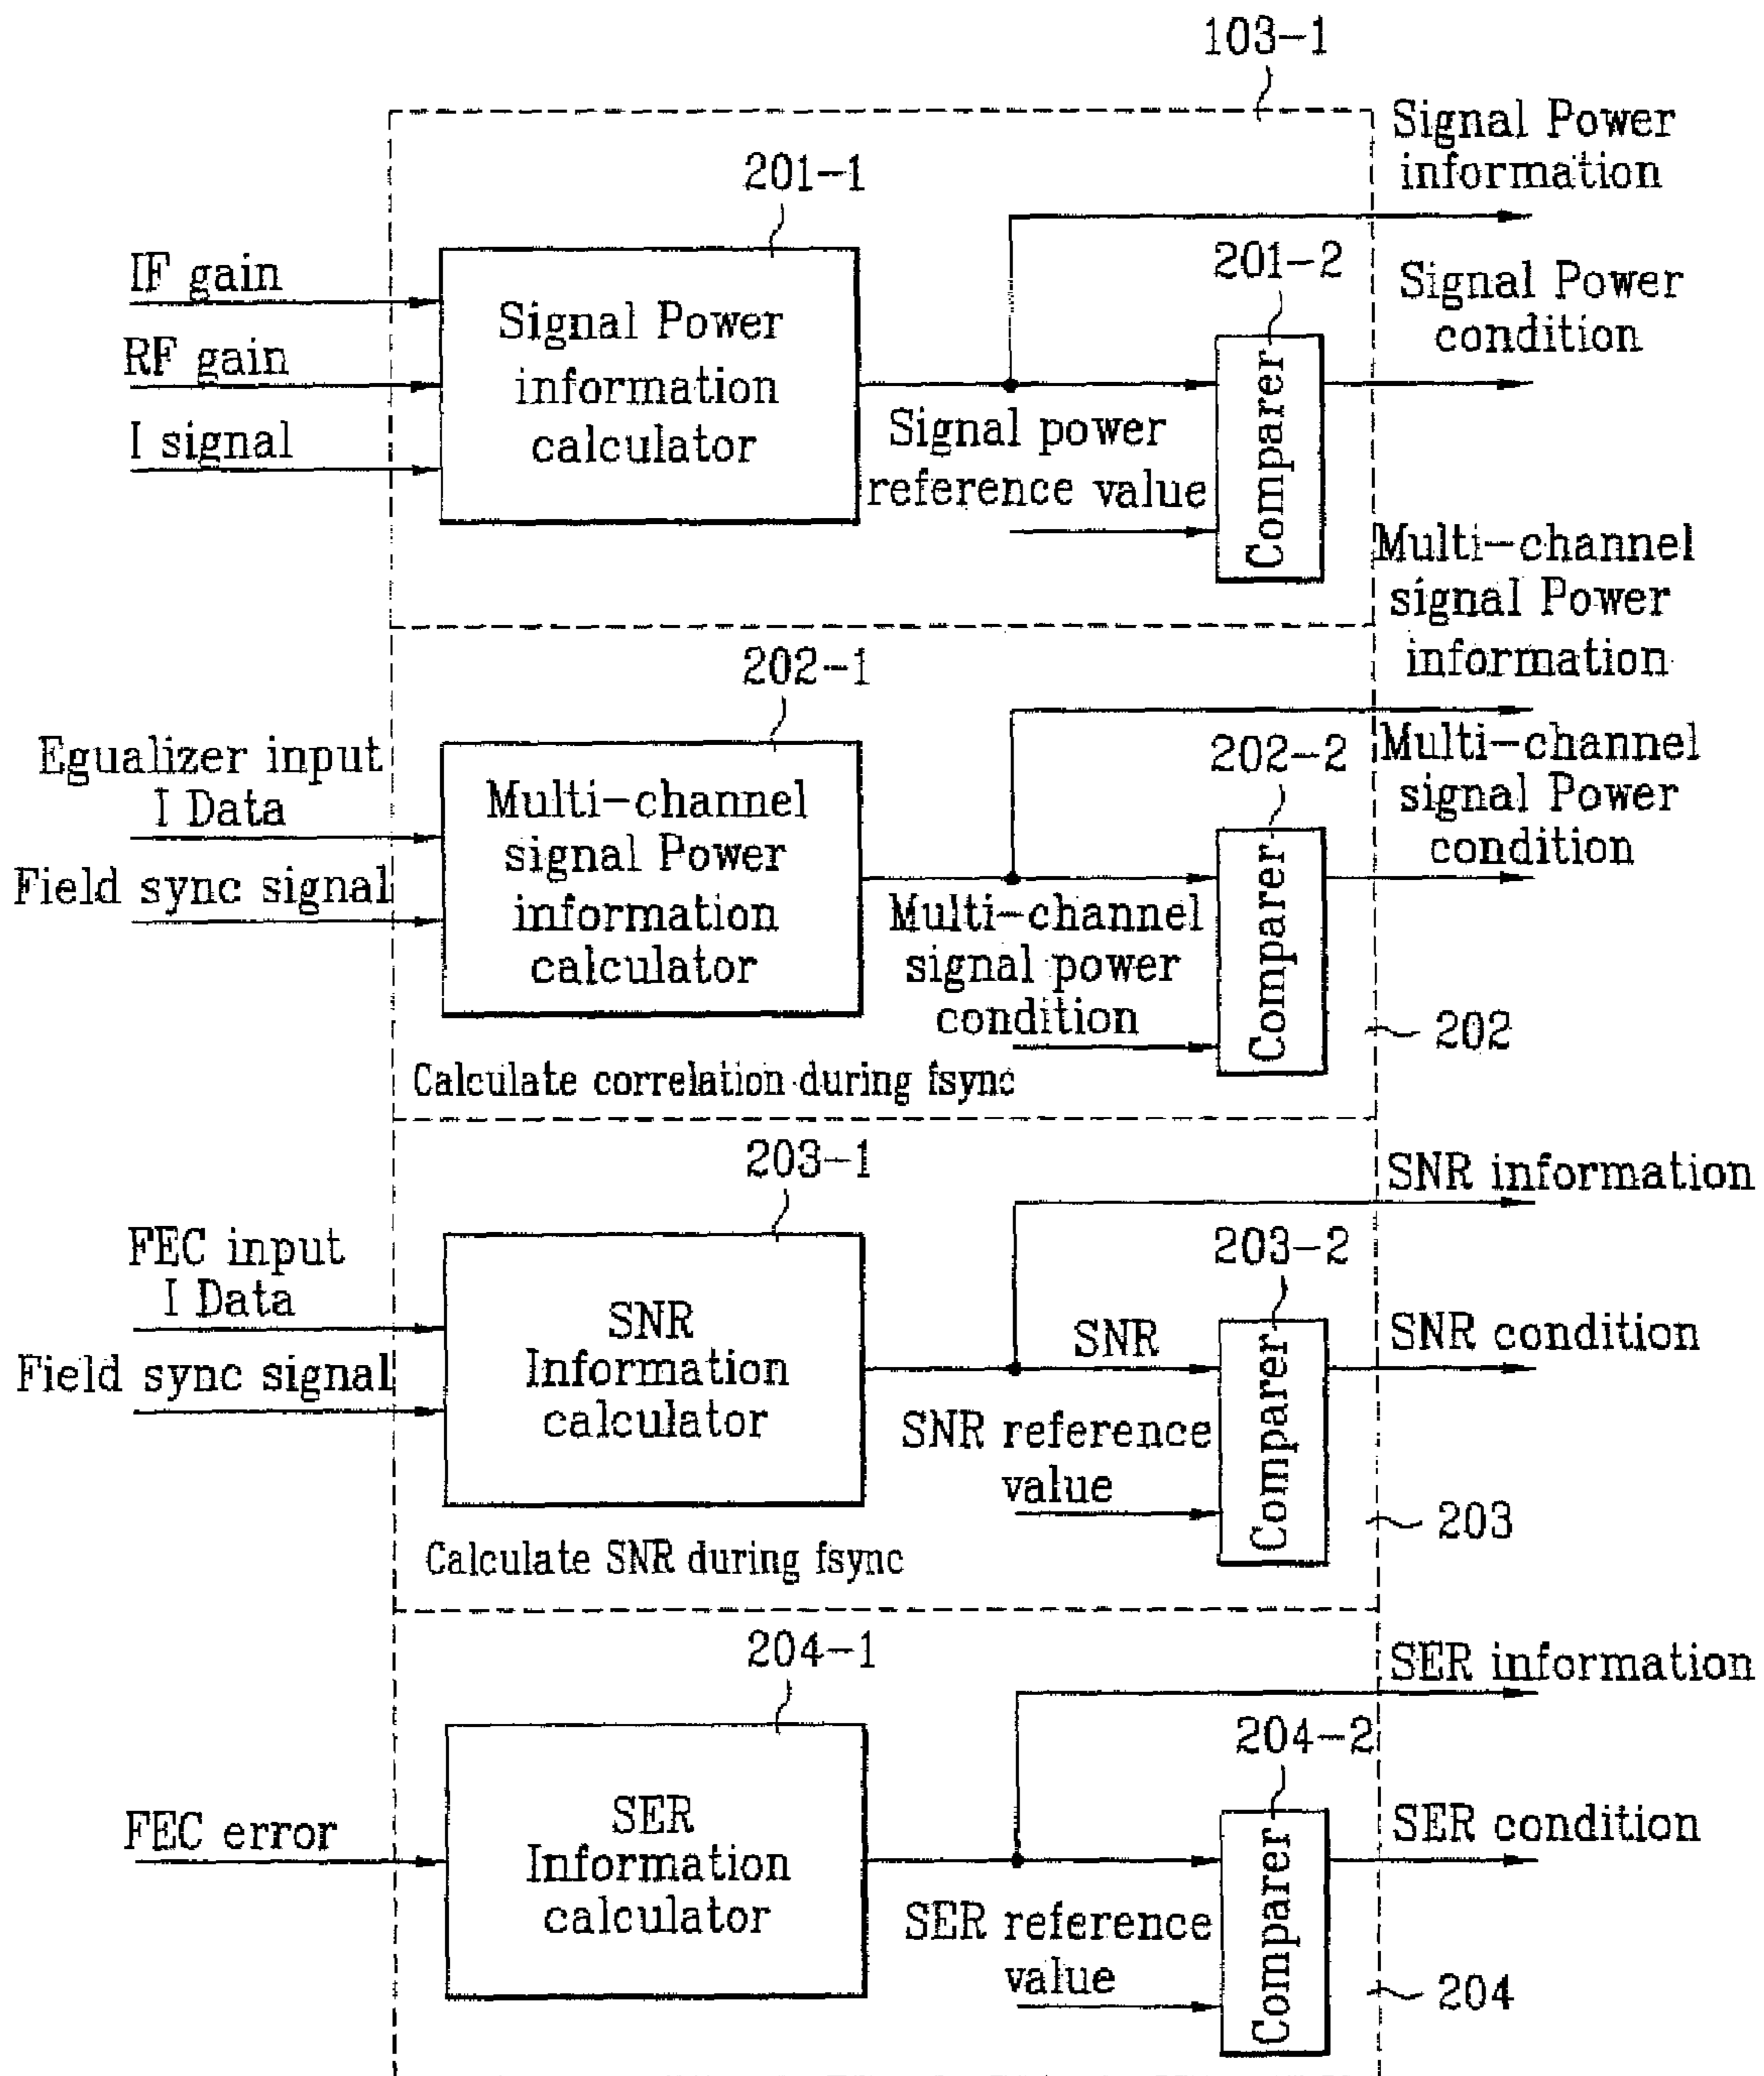 103-1
Signal Power
information
201-1
IF gain
RF gain
I signal
Signal Power
information
calculator
201-2
Signal Power
condition
Signal power
reference value
Comparer
Multi-channel
signal Power
information
202-1
Egualizer input
I Data
Field sync signal
Multi-channel
signal Power
information
calculator
202-2
Multi-channel
signal Power
condition
Multi-channel
signal power
condition
Comparer
202
Calculate correlation during fsync
203-1
SNR information
FEC input
I Data
Field sync signal
SNR
Information
calculator
203-2
SNR
SNR condition
SNR reference
value
Comparer
203
Calculate SNR during fsync
204-1
SER information
FEC error
SER
Information
calculator
204-2
SER condition
SER reference
value
Comparer
204